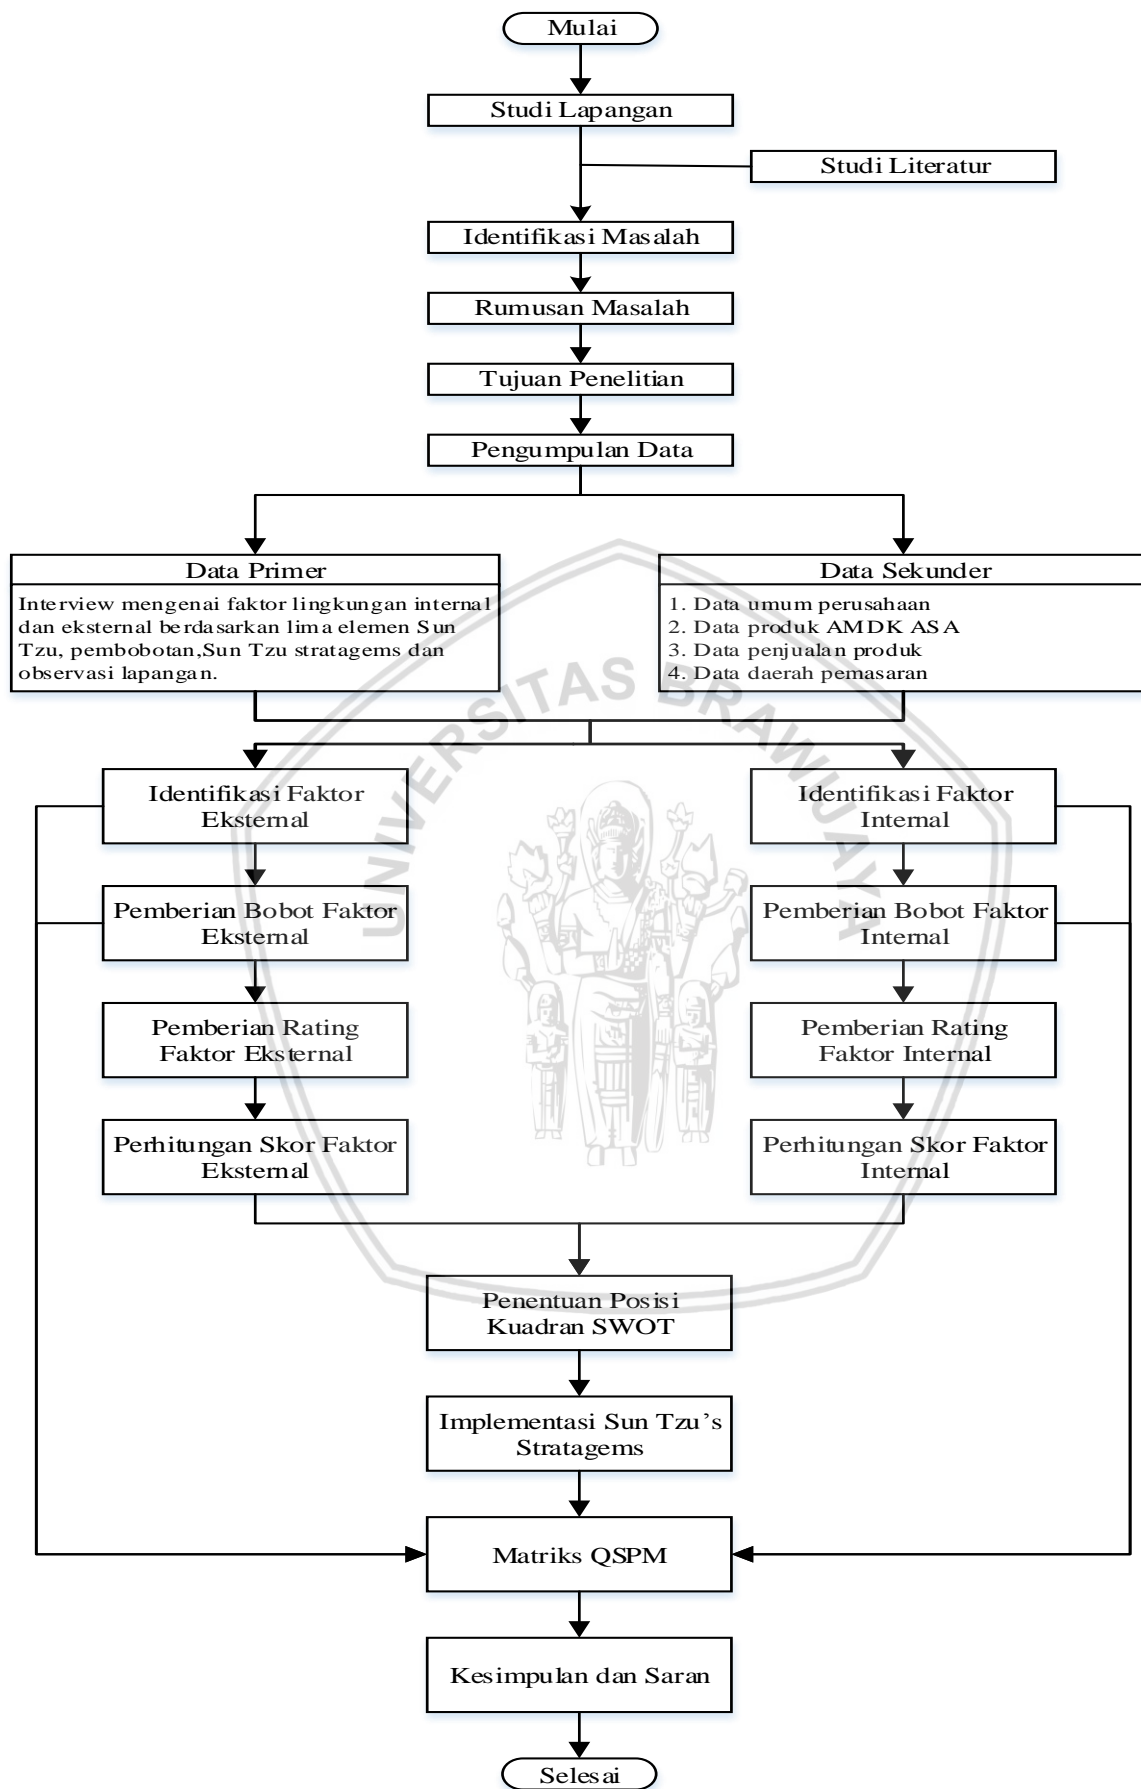 Mulai
Studi Lapangan
Studi Literatur
Identifikasi Masalah
Rumusan Masalah
Tujuan Penelitian
Pengumpulan Data
Data Primer
Interview mengenai faktor lingkungan internal
dan eksternal berdasarkan lima elemen Sun
Tzu, pembobotan,Sun Tzu stratagems dan
observasi lapangan.
Data Sekunder
1. Data umum perusahaan
2. Data produk AMDK ASA
3. Data penjualan produk
4. Data daerah pemasaran
UNIVERSITAS BRAWIJAYA
Identifikasi Faktor
Eksternal
Identifikasi Faktor
Internal
Pemberian Bobot Faktor
Eksternal
Pemberian Bobot Faktor
Internal
Pemberian Rating
Faktor Eksternal
Pemberian Rating
Faktor Internal
Perhitungan Skor Faktor
Eksternal
Perhitungan Skor Faktor
Internal
Penentuan Posisi
Kuadran SWOT
Implementasi Sun Tzu’s
Stratagems
Matriks QSPM
Kesimpulan dan Saran
Selesai